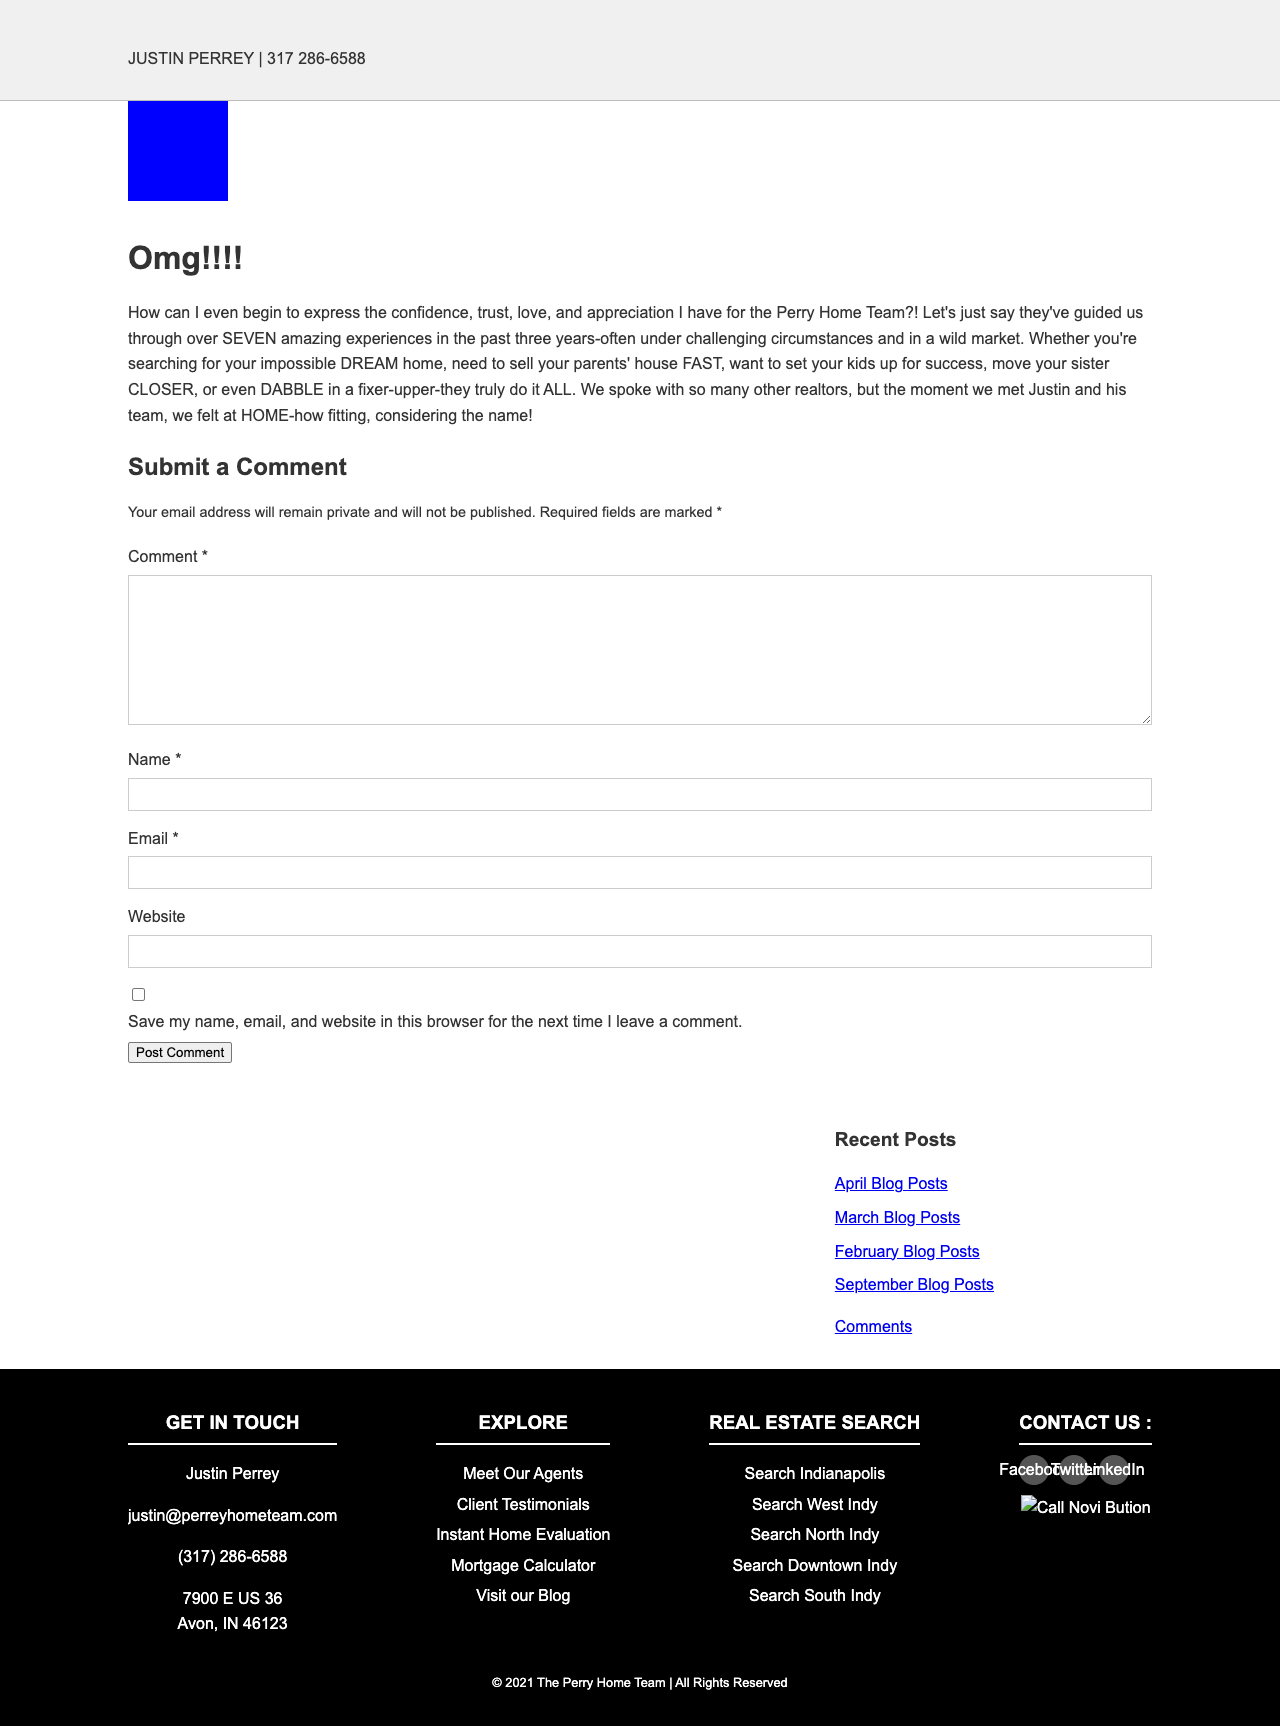 JUSTIN PERREY | 317 286-6588
Omg!!!!
How can I even begin to express the confidence, trust, love, and appreciation I have for the Perry Home Team?! Let's just say they've guided us
through over SEVEN amazing experiences in the past three years-often under challenging circumstances and in a wild market. Whether you're
searching for your impossible DREAM home, need to sell your parents' house FAST, want to set your kids up for success, move your sister
CLOSER, or even DABBLE in a fixer-upper-they truly do it ALL. We spoke with so many other realtors, but the moment we met Justin and his
team, we felt at HOME-how fitting, considering the name!
Submit a Comment
Your email address will remain private and will not be published. Required fields are marked *
Comment *
Name *
Email *
Website
Save my name, email, and website in this browser for the next time I leave a comment.
Post Comment
Recent Posts
April Blog Posts
March Blog Posts
February Blog Posts
September Blog Posts
Comments
GET IN TOUCH
Justin Perrey
justin@perreyhometeam.com
(317) 286-6588
7900 E US 36
Avon, IN 46123
EXPLORE
Meet Our Agents
Client Testimonials
Instant Home Evaluation
Mortgage Calculator
Visit our Blog
REAL ESTATE SEARCH
Search Indianapolis
Search West Indy
Search North Indy
Search Downtown Indy
Search South Indy
CONTACT US :
Facebook Twitter LinkedIn
Call Novi Bution
© 2021 The Perry Home Team | All Rights Reserved